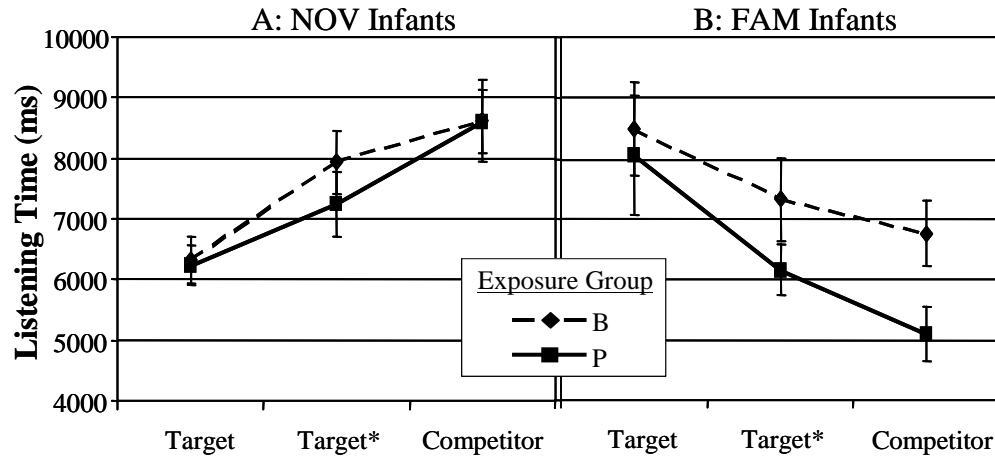 A: NOV Infants
B: FAM Infants
Listening Time (ms)
10000
9000
8000
7000
6000
5000
4000
Exposure Group
B
P
Target Target* Competitor
Target Target* Competitor